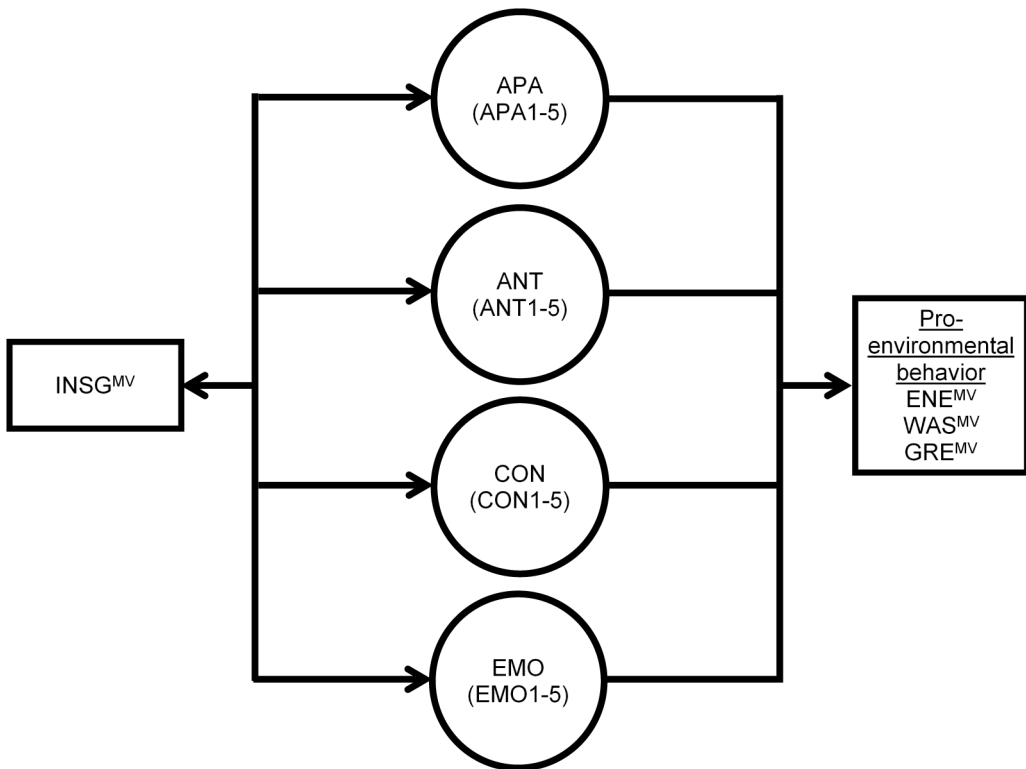 APA
(APA1-5)
ANT
(ANT1-5)
INSGᴹⱽ
Pro-
environmental
behavior
ENEᴹⱽ
WASᴹⱽ
GREᴹⱽ
CON
(CON1-5)
EMO
(EMO1-5)